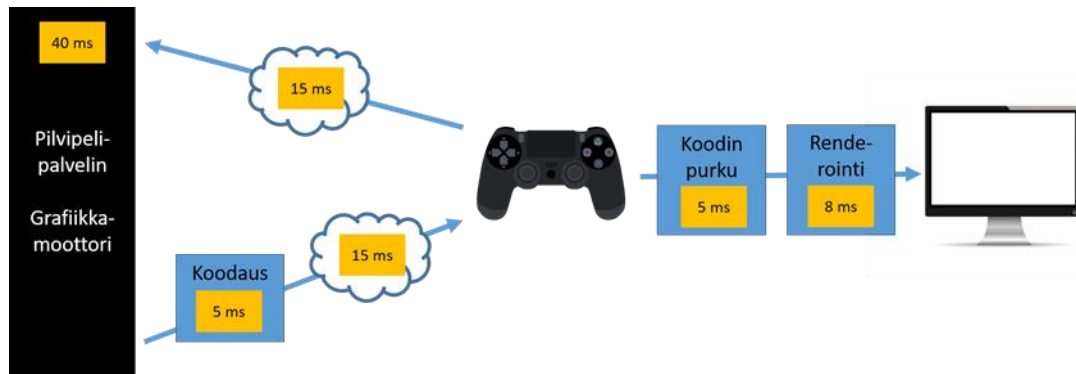 40 ms
Pilvipeli-
palvelin
Grafiikka-
moottori
15 ms
Koodaus
5 ms
15 ms
Koodin
purku
5 ms
Rende-
rointi
8 ms